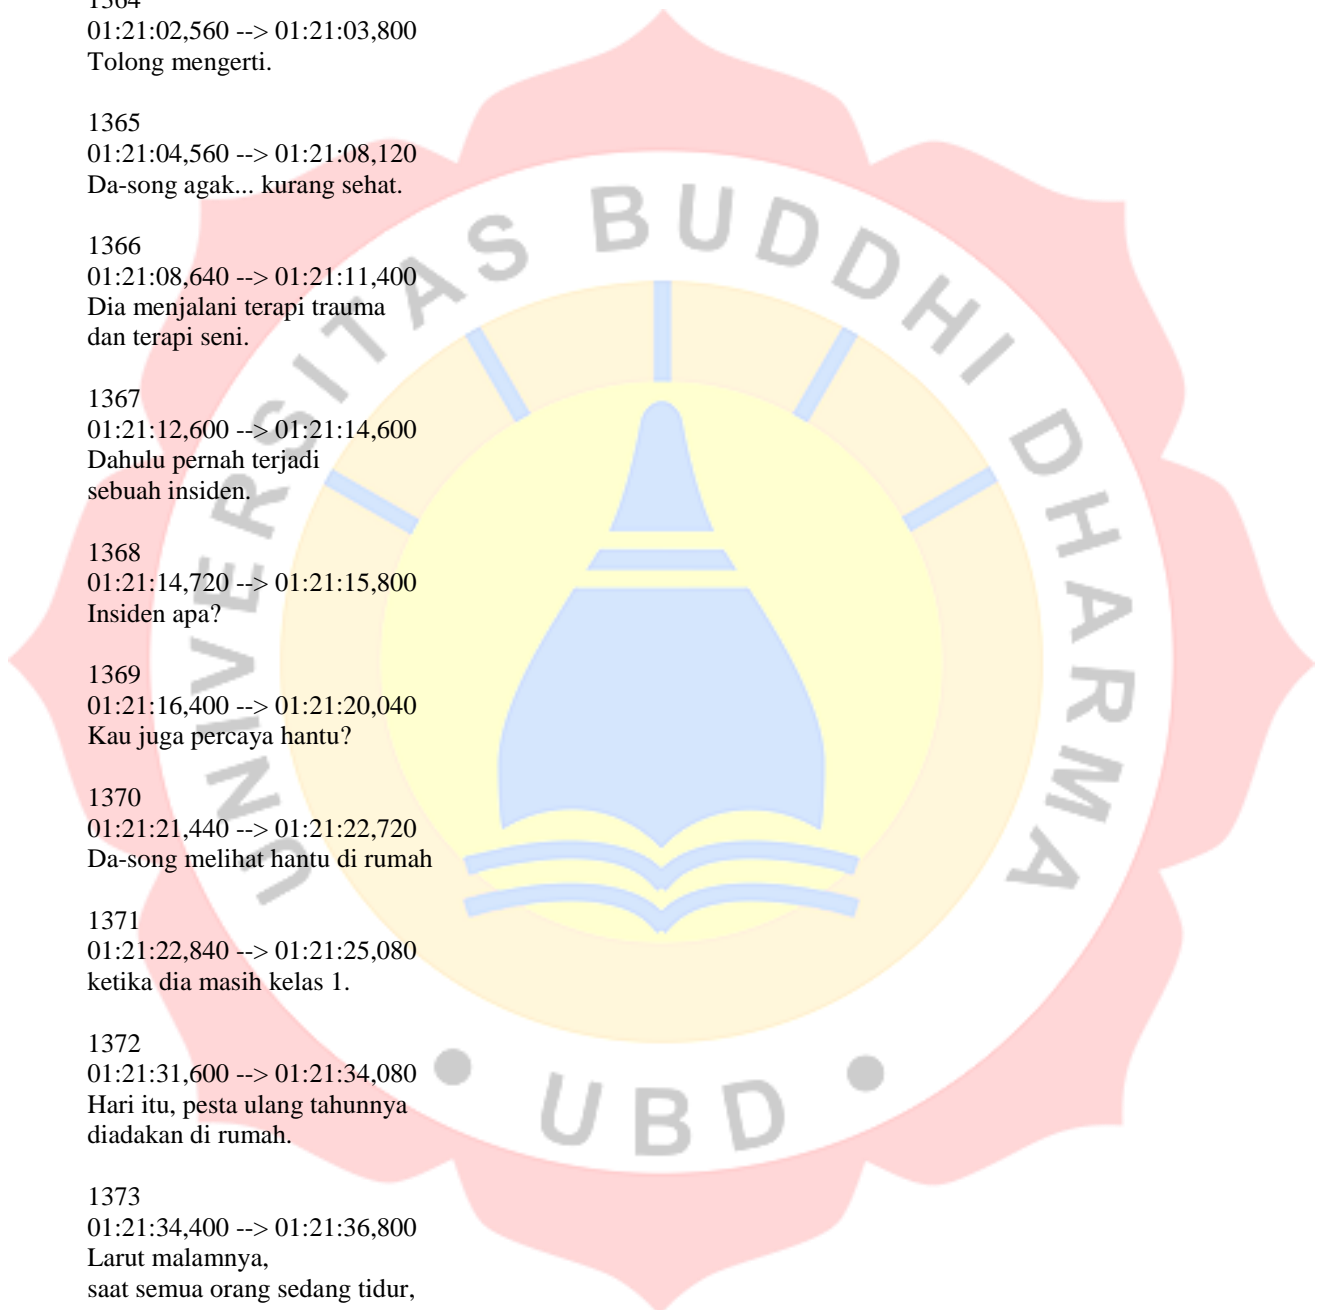 1364
01:21:02,560 --> 01:21:03,800
Tolong mengerti.
1365
01:21:04,560 --> 01:21:08,120
Da-song agak... kurang sehat.
1366
01:21:08,640 --> 01:21:11,400
Dia menjalani terapi trauma
dan terapi seni.
1367
01:21:12,600 --> 01:21:14,600
Dahulu pernah terjadi
sebuah insiden.
1368
01:21:14,720 --> 01:21:15,800
Insiden apa?
1369
01:21:16,400 --> 01:21:20,040
Kau juga percaya hantu?
1370
01:21:21,440 --> 01:21:22,720
Da-song melihat hantu di rumah
1371
01:21:22,840 --> 01:21:25,080
ketika dia masih kelas 1.
1372
01:21:31,600 --> 01:21:34,080
Hari itu, pesta ulang tahunnya
diadakan di rumah.
1373
01:21:34,400 --> 01:21:36,800
Larut malamnya,
saat semua orang sedang tidur,
UNIVERSITAS BUDDHI DHARMA
• UBD •